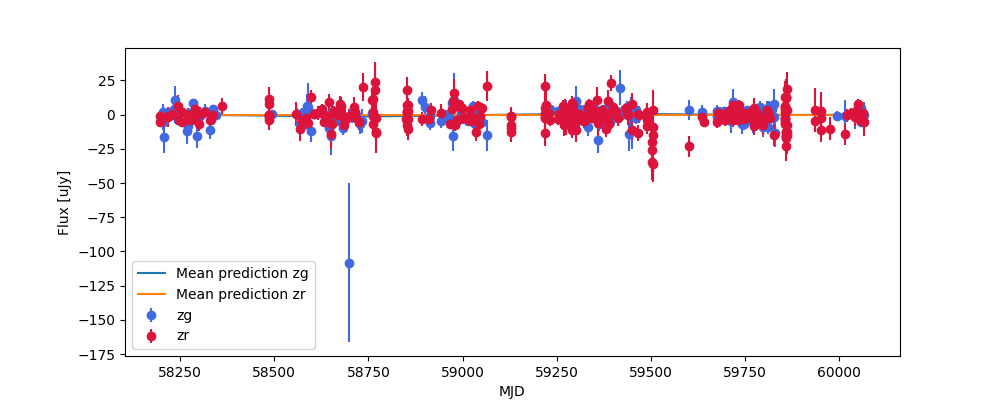 25
0
−25
−50
−75
−100
−125
−150
−175
Flux [uJy]
Mean prediction zg
Mean prediction zr
zg
zr
58250 58500 58750 59000 59250 59500 59750 60000
MJD